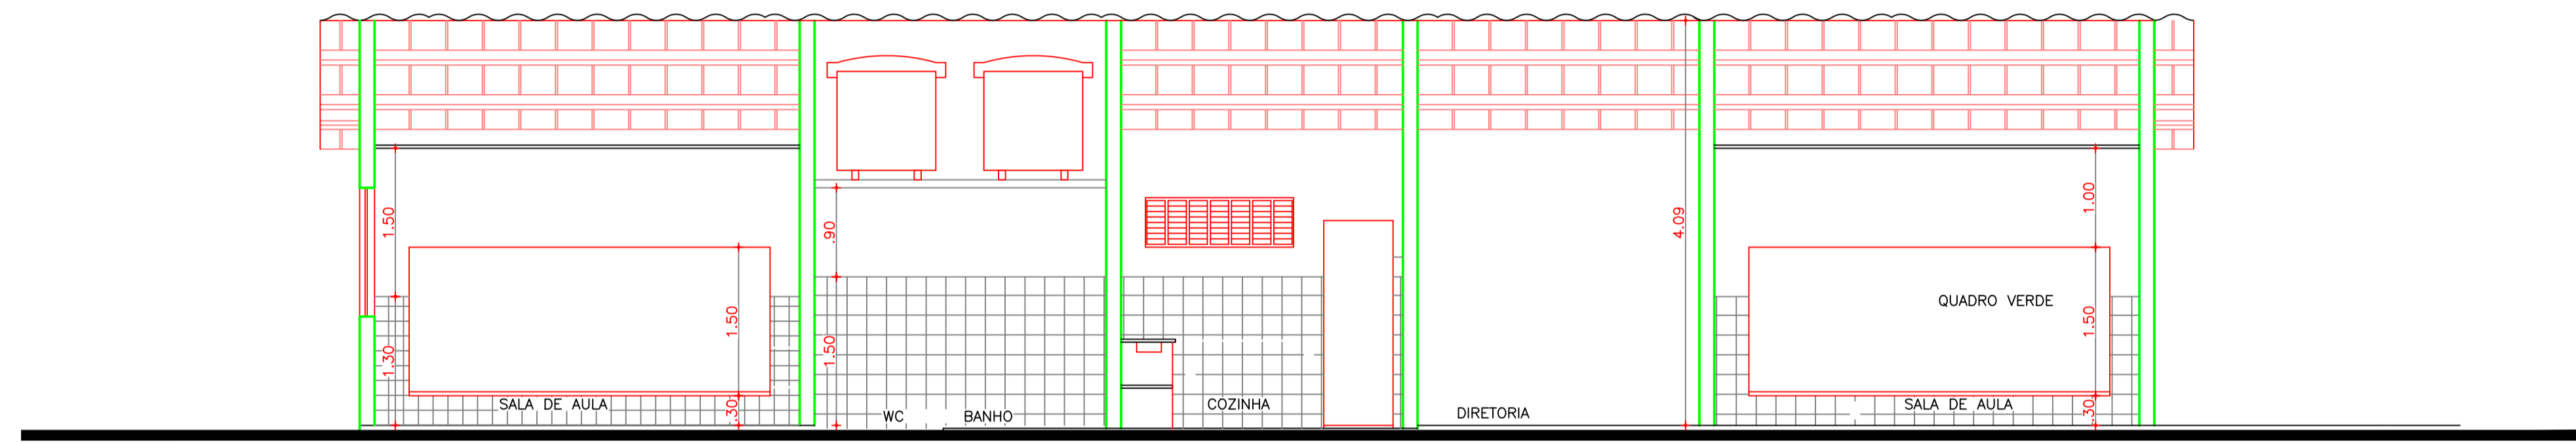 1.50
1.30
1.50
.30
SALA DE AULA
.90
1.50
WC
BANHO
COZINHA
4.09
DIRETORIA
1.00
1.50
.30
QUADRO VERDE
SALA DE AULA